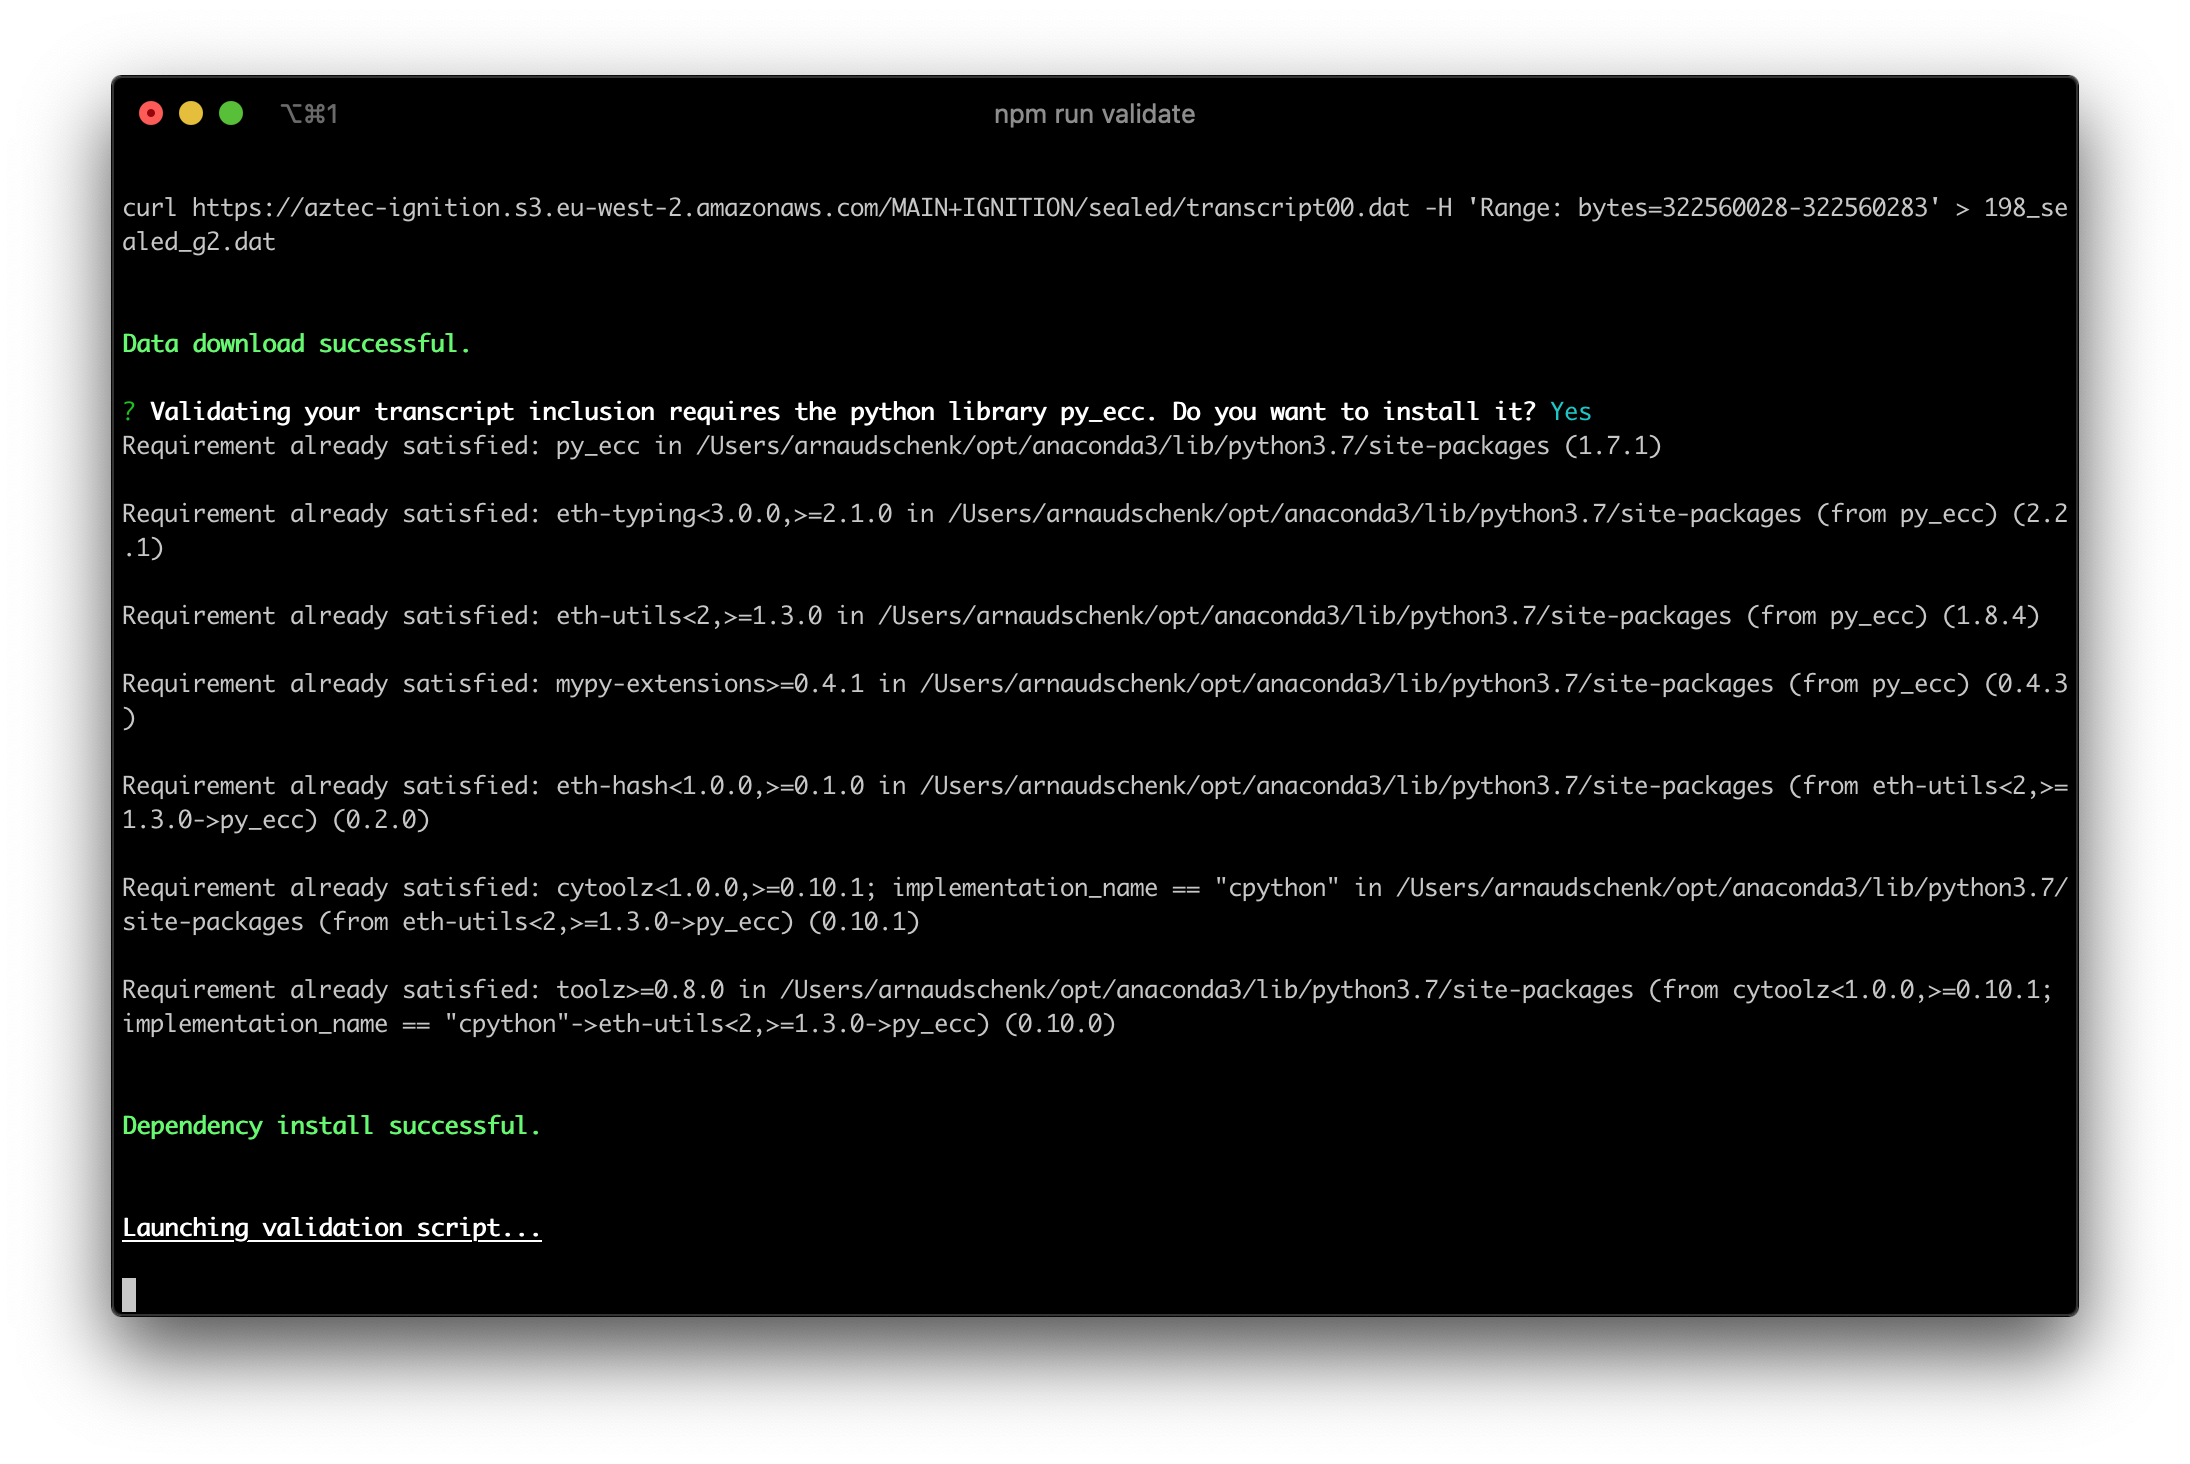 ⌥⌘1
npm run validate
curl https://aztec-ignition.s3.eu-west-2.amazonaws.com/MAIN+IGNITION/sealed/transcript00.dat -H 'Range: bytes=322560028-322560283' > 198_se
aled_g2.dat
Data download successful.
? Validating your transcript inclusion requires the python library py_ecc. Do you want to install it? Yes
Requirement already satisfied: py_ecc in /Users/arnaudschenk/opt/anaconda3/lib/python3.7/site-packages (1.7.1)
Requirement already satisfied: eth-typing<3.0.0,>=2.1.0 in /Users/arnaudschenk/opt/anaconda3/lib/python3.7/site-packages (from py_ecc) (2.2
.1)
Requirement already satisfied: eth-utils<2,>=1.3.0 in /Users/arnaudschenk/opt/anaconda3/lib/python3.7/site-packages (from py_ecc) (1.8.4)
Requirement already satisfied: mypy-extensions>=0.4.1 in /Users/arnaudschenk/opt/anaconda3/lib/python3.7/site-packages (from py_ecc) (0.4.3
)
Requirement already satisfied: eth-hash<1.0.0,>=0.1.0 in /Users/arnaudschenk/opt/anaconda3/lib/python3.7/site-packages (from eth-utils<2,>=
1.3.0->py_ecc) (0.2.0)
Requirement already satisfied: cytoolz<1.0.0,>=0.10.1; implementation_name == "cpython" in /Users/arnaudschenk/opt/anaconda3/lib/python3.7/
site-packages (from eth-utils<2,>=1.3.0->py_ecc) (0.10.1)
Requirement already satisfied: toolz>=0.8.0 in /Users/arnaudschenk/opt/anaconda3/lib/python3.7/site-packages (from cytoolz<1.0.0,>=0.10.1;
implementation_name == "cpython"->eth-utils<2,>=1.3.0->py_ecc) (0.10.0)
Dependency install successful.
Launching validation script...